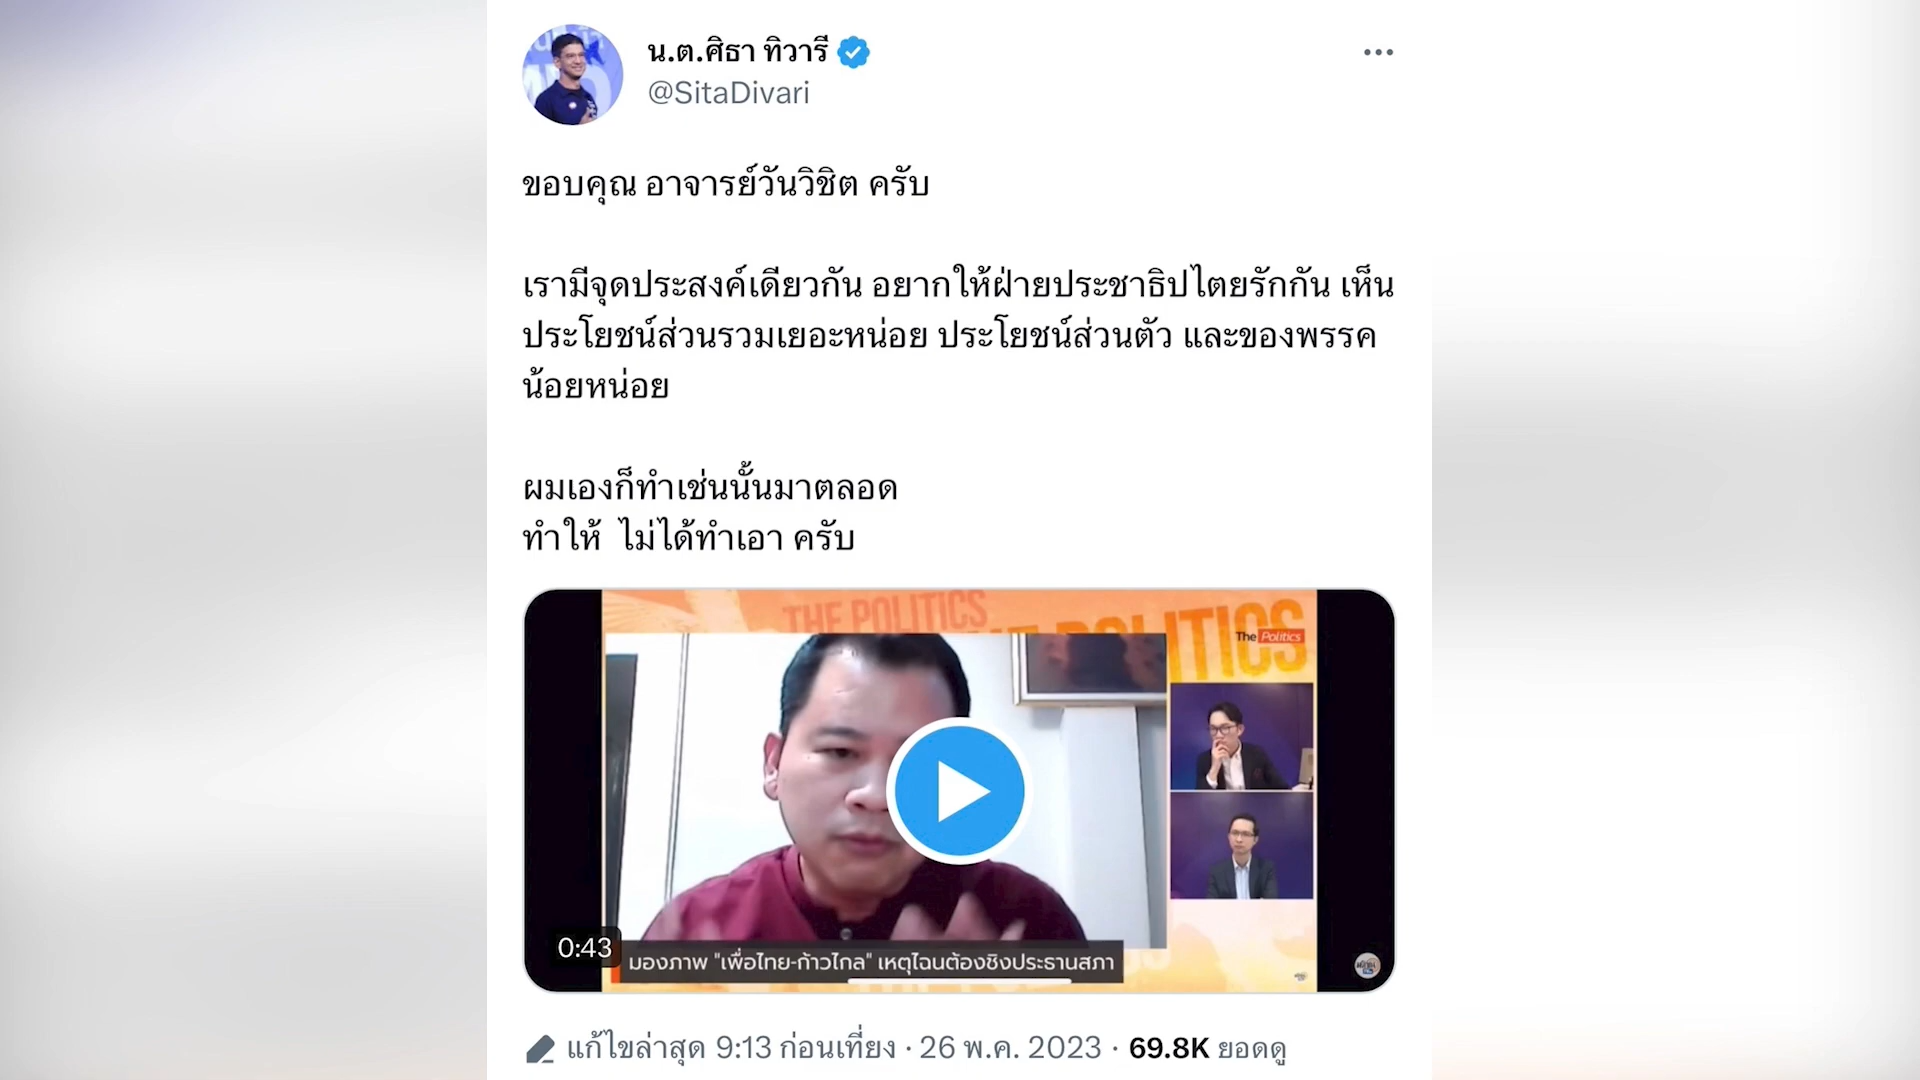 น.ต.ศิธา ทิวารี
@SitaDivari
ขอบคุณ อาจารย์วันวิชิต ครับ
เรามีจุดประสงค์เดียวกัน อยากให้ฝ่ายประชาธิปไตยรักกัน เห็น
ประโยชน์ส่วนรวมเยอะหน่อย ประโยชน์ส่วนตัว และของพรรค
น้อยหน่อย
ผมเองก็ทำเช่นนั้นมาตลอด
ทำให้  ไม่ได้ทำเอา ครับ
THE POLITICS
POLITICS
The Politics
0:43
มองภาพ "เพื่อไทย-ก้าวไกล" เหตุไฉนต้องชิงประธานสภา
แก้ไขล่าสุด 9:13 ก่อนเที่ยง · 26 พ.ค. 2023 · 69.8K ยอดดู